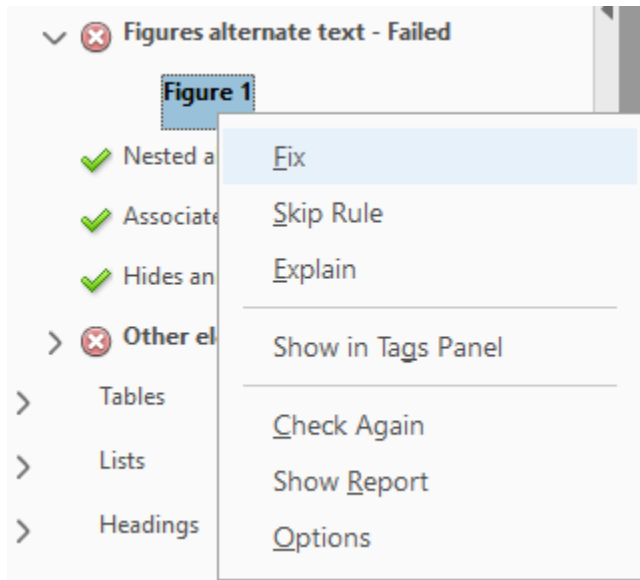 Figures alternate text - Failed
Figure 1
Nested a
Associate
Hides an
Other el
Tables
Lists
Headings
Fix
Skip Rule
Explain
Show in Tags Panel
Check Again
Show Report
Options